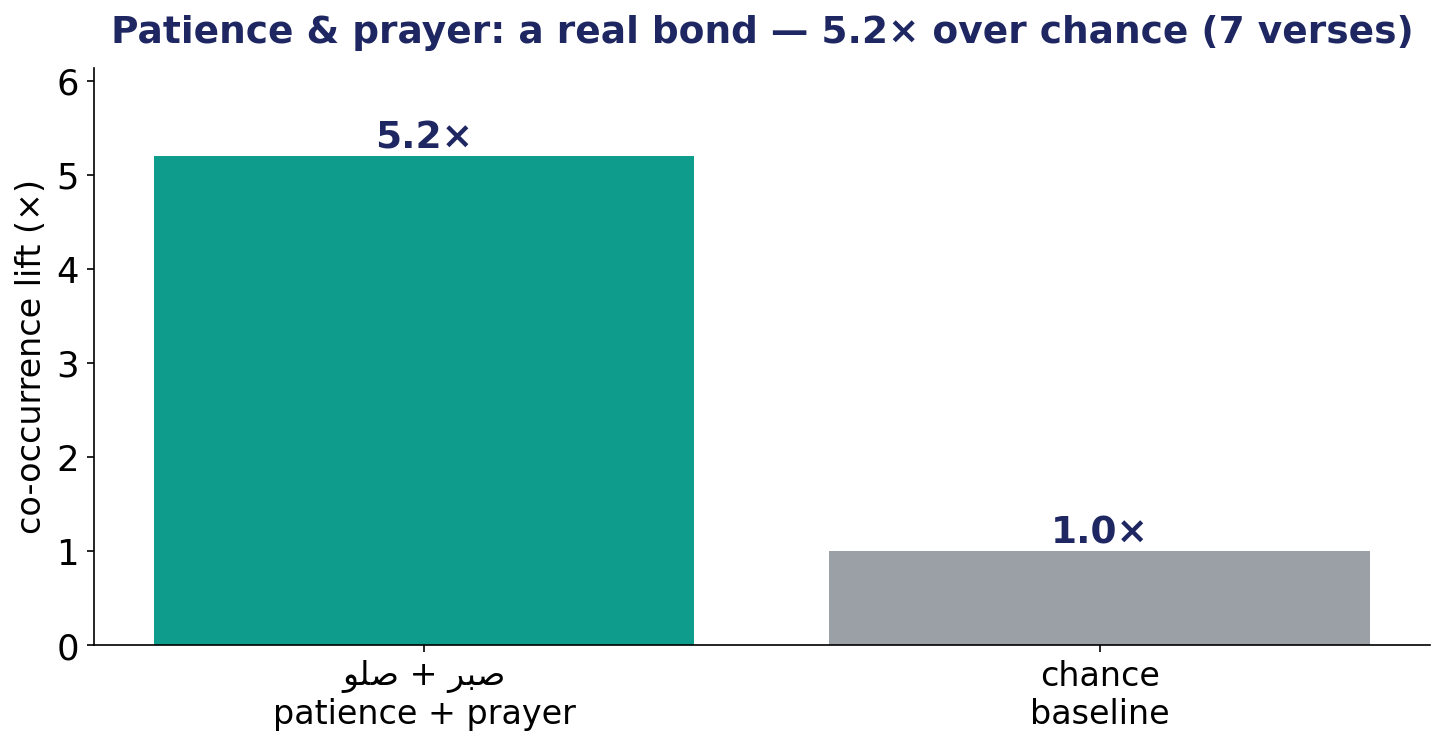 Patience & prayer: a real bond — 5.2× over chance (7 verses)
co-occurrence lift (×)
6
5
4
3
2
1
0
5.2×
1.0×
صبر + صلو
patience + prayer
chance
baseline